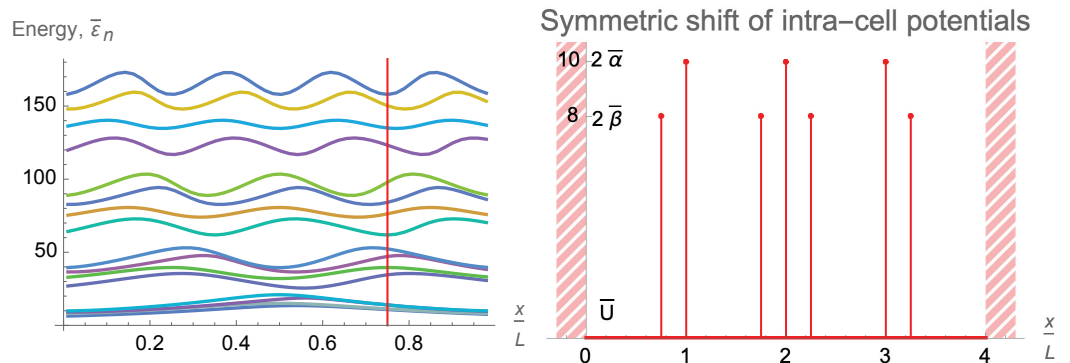 Energy, ε̅ₙ
150
100
50
0.2
0.4
0.6
0.8
x
L
Symmetric shift of intra−cell potentials
10 2 α̅
8 2 β̅
U̅
0
1
2
3
4
x
L